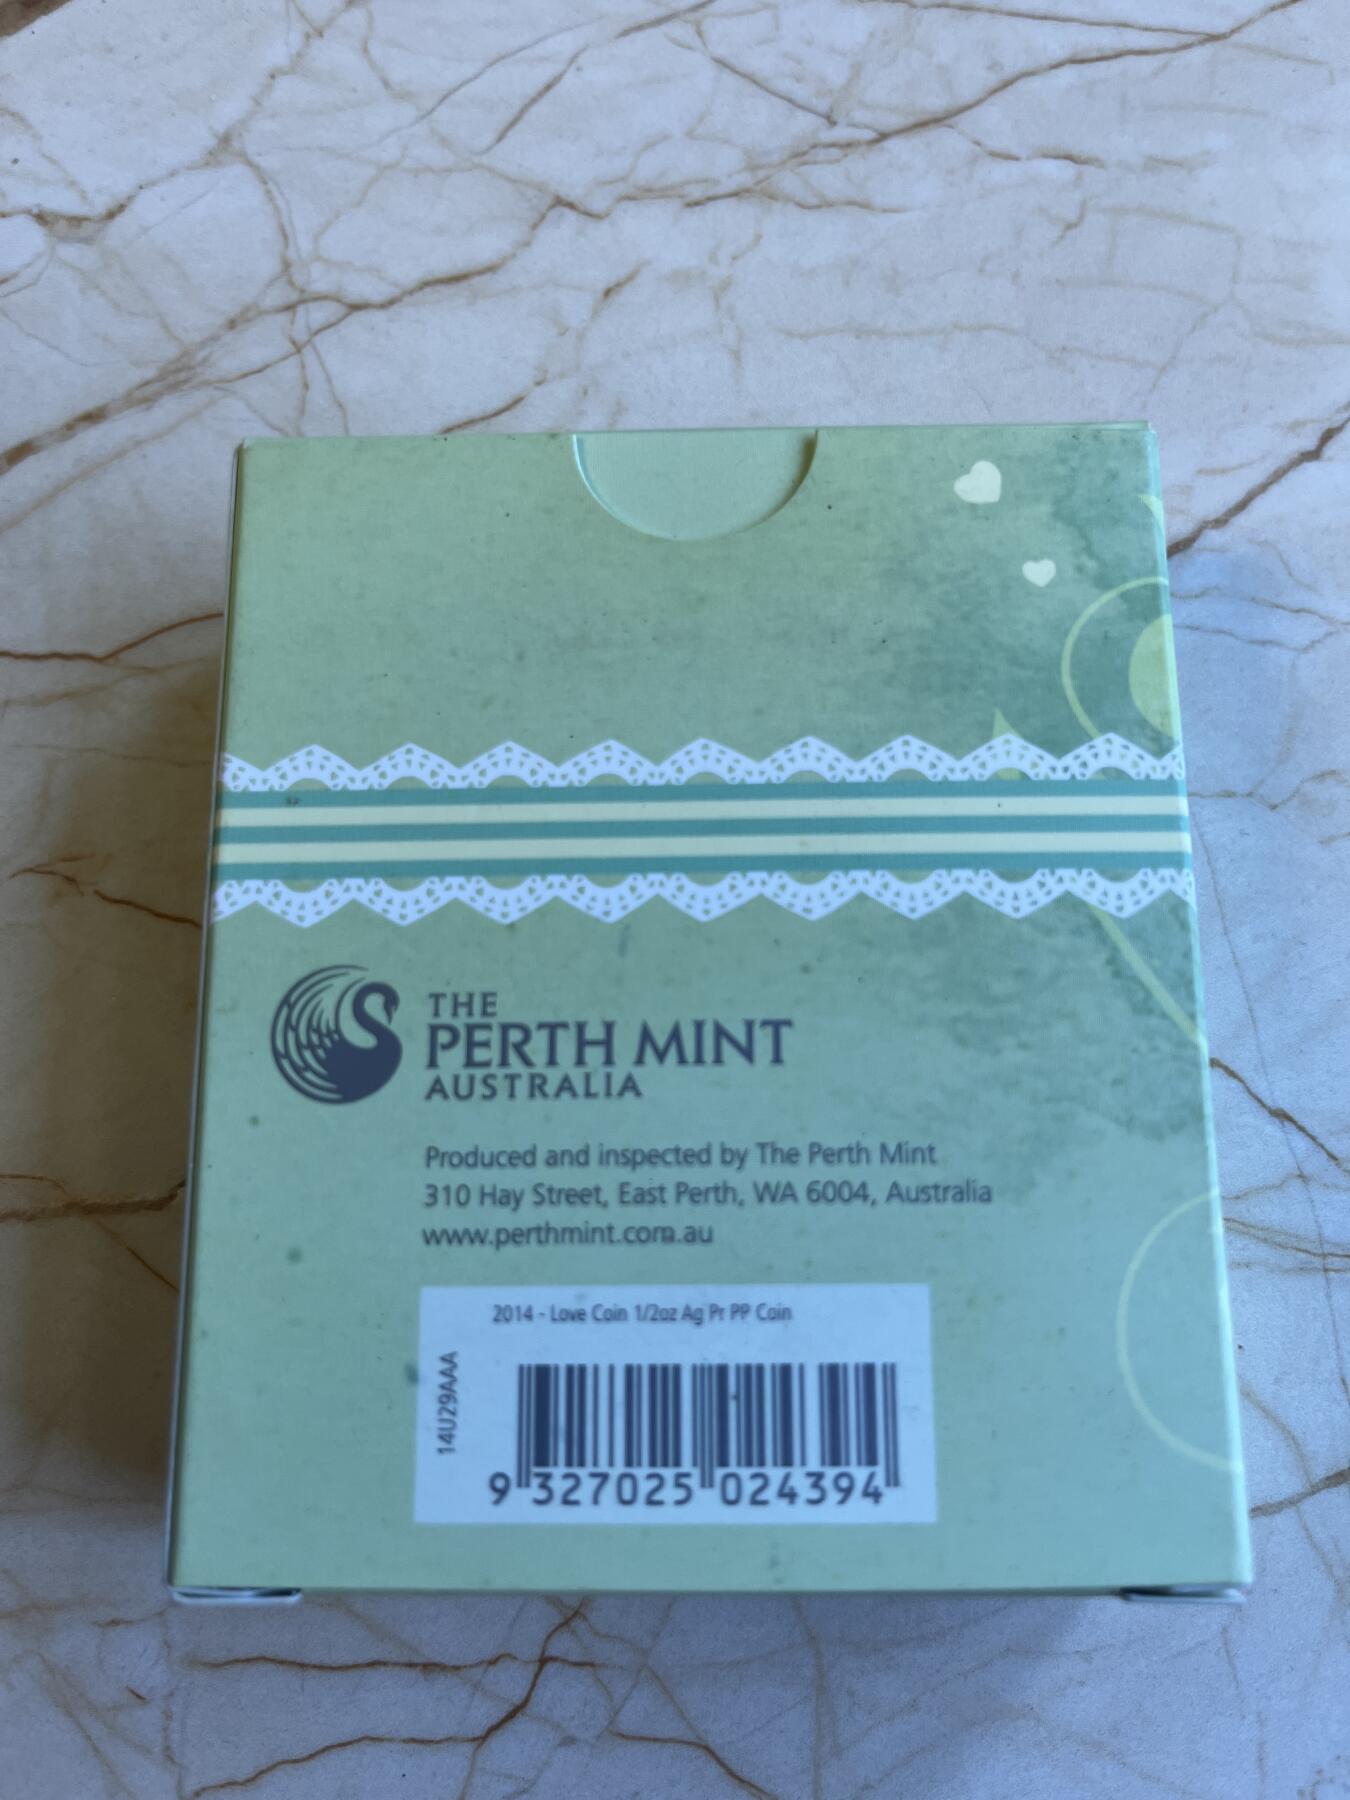 THE
PERTH MINT
AUSTRALIA
Produced and inspected by The Perth Mint
310 Hay Street, East Perth, WA 6004, Australia
www.perthmint.com.au
2014 - Love Coin 1/2oz Ag Pr PP Coin
14U29AAA
9 327025 024394